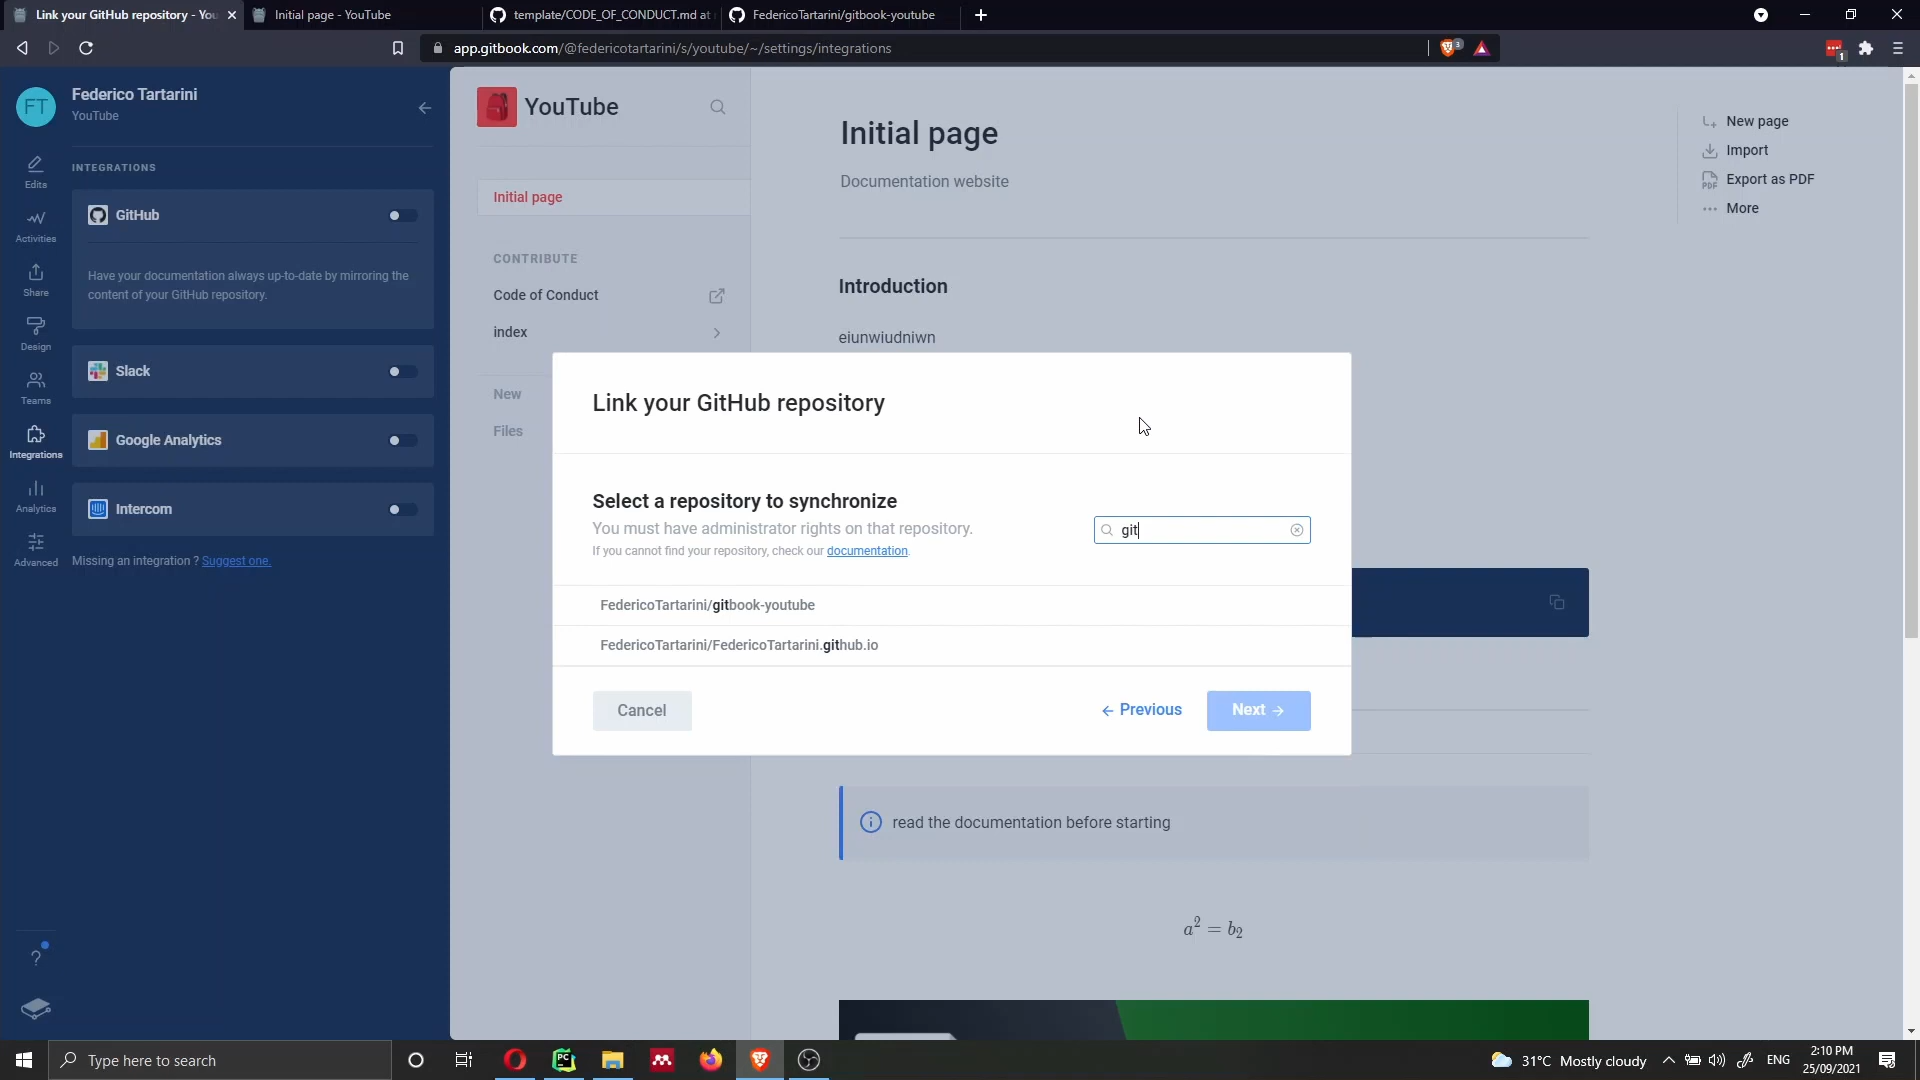 Link your GitHub repository - You
Initial page - YouTube
template/CODE_OF_CONDUCT.md at
FedericoTartarini/gitbook-youtube
app.gitbook.com/@federicotartarini/s/youtube/~/settings/integrations
3
1
FT
Federico Tartarini
YouTube
Edits
Activities
Share
Design
Teams
Integrations
Analytics
Advanced
INTEGRATIONS
GitHub
Have your documentation always up-to-date by mirroring the
content of your GitHub repository.
Slack
Google Analytics
Intercom
Missing an integration ? Suggest one.
?
YouTube
Initial page
CONTRIBUTE
Code of Conduct
index
New
Files
Initial page
Documentation website
Introduction
eiunwiudniwn
New page
Import
PDF
Export as PDF
More
Link your GitHub repository
Select a repository to synchronize
You must have administrator rights on that repository.
If you cannot find your repository, check our documentation.
git
FedericoTartarini/gitbook-youtube
FedericoTartarini/FedericoTartarini.github.io
Cancel
← Previous
Next →
read the documentation before starting
a² = b₂
Type here to search
PC
31°C Mostly cloudy
ENG
2:10 PM
25/09/2021